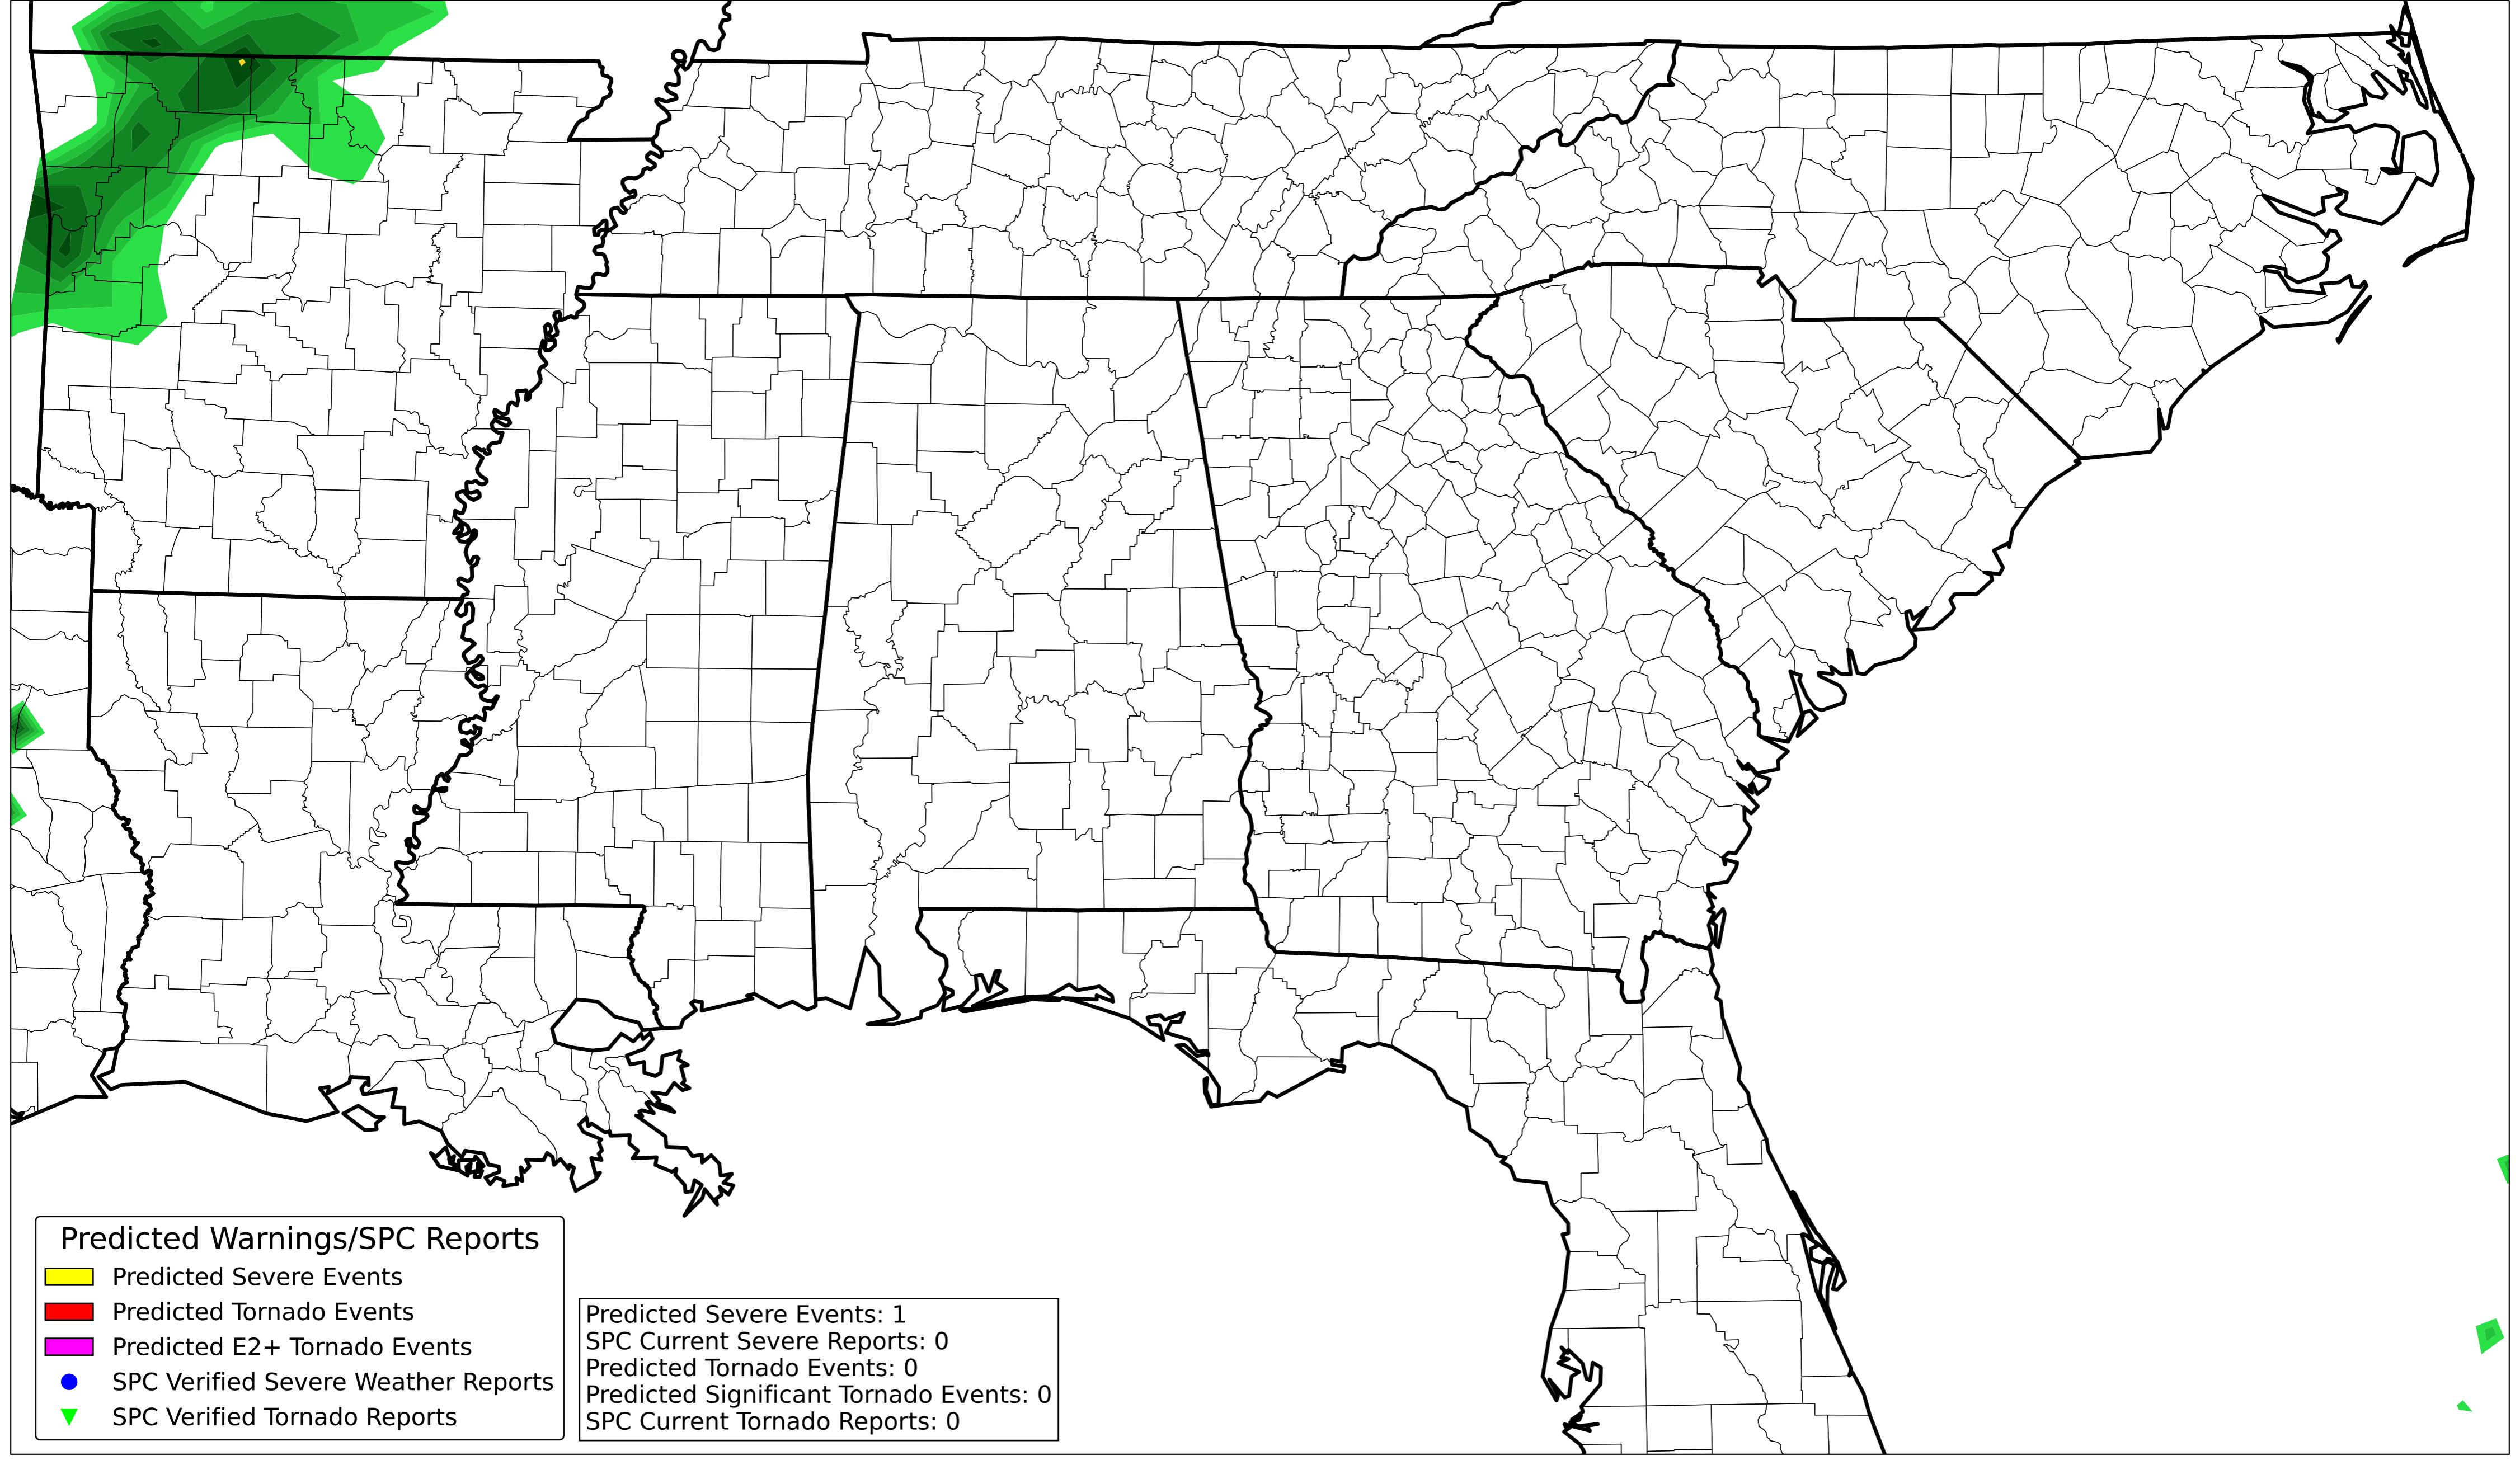 Predicted Warnings/SPC Reports
Predicted Severe Events
Predicted Tornado Events
Predicted E2+ Tornado Events
SPC Verified Severe Weather Reports
SPC Verified Tornado Reports
Predicted Severe Events: 1
SPC Current Severe Reports: 0
Predicted Tornado Events: 0
Predicted Significant Tornado Events: 0
SPC Current Tornado Reports: 0